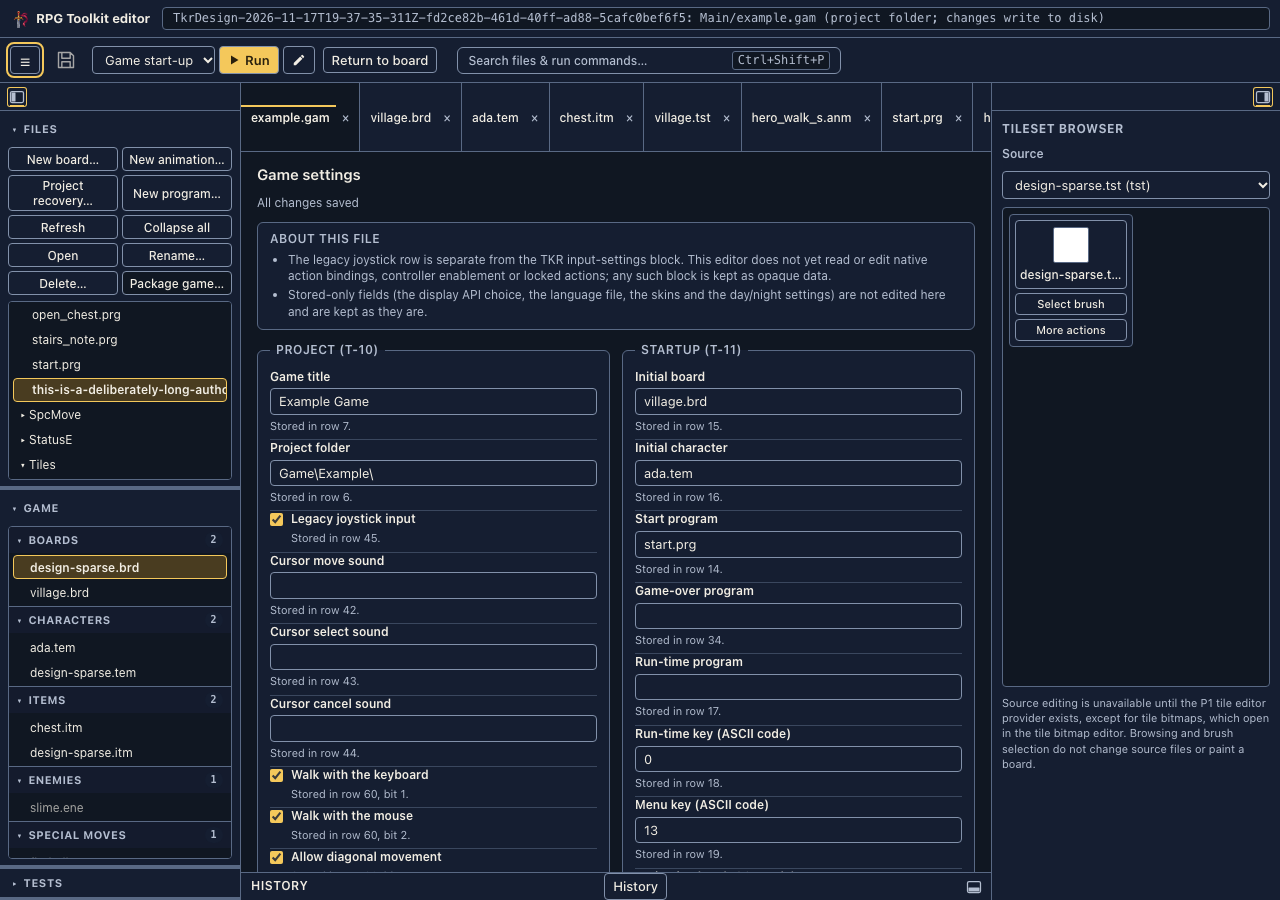 RPG Toolkit editor
TkrDesign-2026-11-17T19-37-35-311Z-fd2ce82b-461d-40ff-ad88-5cafc0bef6f5: Main/example.gam (project folder; changes write to disk)
Game start-up
Run
Return to board
Search files & run commands...
Ctrl+Shift+P
FILES
New board...
New animation...
Project recovery...
New program...
Refresh
Collapse all
Open
Rename...
Delete...
Package game...
open_chest.prg
stairs_note.prg
start.prg
this-is-a-deliberately-long-autho
SpcMove
StatusE
Tiles
GAME
BOARDS 2
design-sparse.brd
village.brd
CHARACTERS 2
ada.tem
design-sparse.tem
ITEMS 2
chest.itm
design-sparse.itm
ENEMIES 1
slime.ene
SPECIAL MOVES 1
TESTS
example.gam ×
village.brd ×
ada.tem ×
chest.itm ×
village.tst ×
hero_walk_s.anm ×
start.prg ×
h
Game settings
All changes saved
ABOUT THIS FILE
• The legacy joystick row is separate from the TKR input-settings block. This editor does not yet read or edit native
action bindings, controller enablement or locked actions; any such block is kept as opaque data.
• Stored-only fields (the display API choice, the language file, the skins and the day/night settings) are not edited here
and are kept as they are.
PROJECT (T-10)
Game title
Example Game
Stored in row 7.
Project folder
Game\Example\
Stored in row 6.
Legacy joystick input
Stored in row 45.
Cursor move sound
Stored in row 42.
Cursor select sound
Stored in row 43.
Cursor cancel sound
Stored in row 44.
Walk with the keyboard
Stored in row 60, bit 1.
Walk with the mouse
Stored in row 60, bit 2.
Allow diagonal movement
STARTUP (T-11)
Initial board
village.brd
Stored in row 15.
Initial character
ada.tem
Stored in row 16.
Start program
start.prg
Stored in row 14.
Game-over program
Stored in row 34.
Run-time program
Stored in row 17.
Run-time key (ASCII code)
0
Stored in row 18.
Menu key (ASCII code)
13
Stored in row 19.
HISTORY
History
TILESET BROWSER
Source
design-sparse.tst (tst)
design-sparse.t...
Select brush
More actions
Source editing is unavailable until the P1 tile editor
provider exists, except for tile bitmaps, which open
in the tile bitmap editor. Browsing and brush
selection do not change source files or paint a
board.